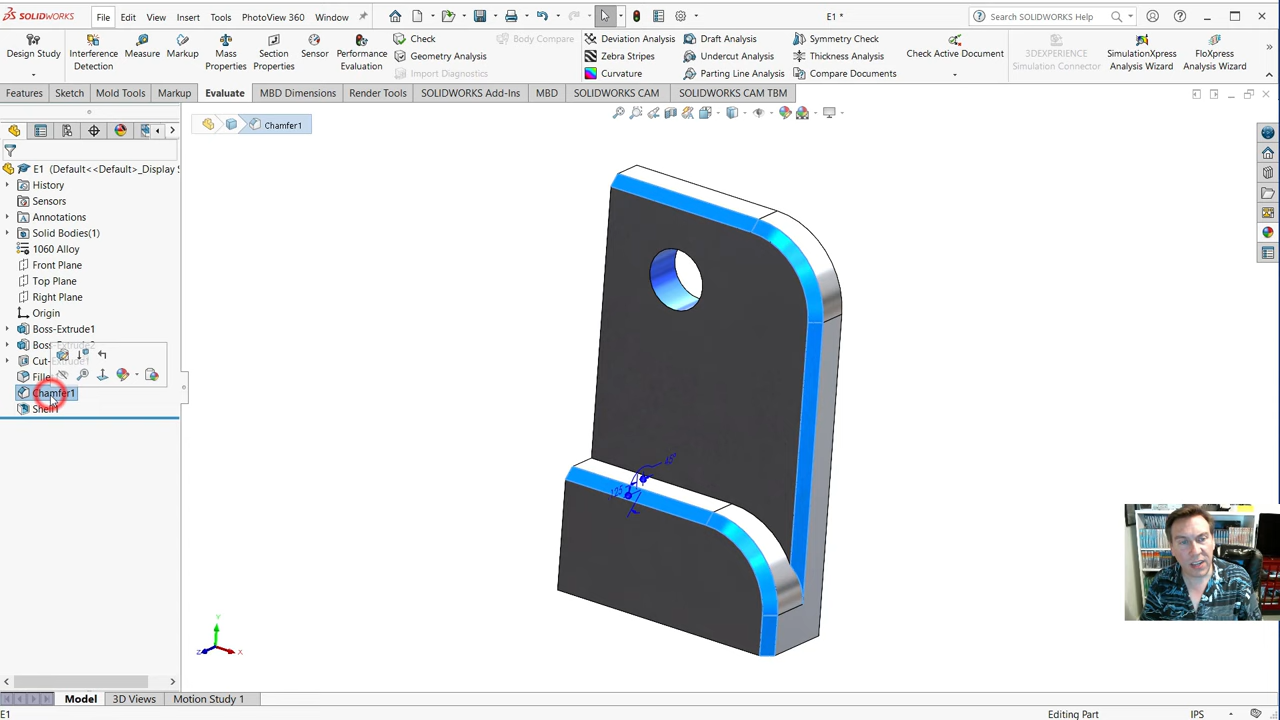 SOLIDWORKS
File
Edit
View
Insert
Tools
PhotoView 360
Window
E1 *
Search SOLIDWORKS Help
Design Study
Interference
Detection
Measure
Markup
Mass
Properties
Section
Properties
Sensor
Performance
Evaluation
Check
Geometry Analysis
Import Diagnostics
Body Compare
Deviation Analysis
Zebra Stripes
Curvature
Draft Analysis
Undercut Analysis
Parting Line Analysis
Symmetry Check
Thickness Analysis
Compare Documents
Check Active Document
3DEXPERIENCE
Simulation Connector
SimulationXpress
Analysis Wizard
FloXpress
Analysis Wizard
Features
Sketch
Mold Tools
Markup
Evaluate
MBD Dimensions
Render Tools
SOLIDWORKS Add-Ins
MBD
SOLIDWORKS CAM
SOLIDWORKS CAM TBM
Chamfer1
E1 (Default<<Default>_Display S
History
Sensors
Annotations
Solid Bodies(1)
1060 Alloy
Front Plane
Top Plane
Right Plane
Origin
Boss-Extrude1
Boss-Extrude2
Cut-Extrude1
Chamfer1
Shell1
45°
Y
Z
X
Model
3D Views
Motion Study 1
E1
Editing Part
IPS